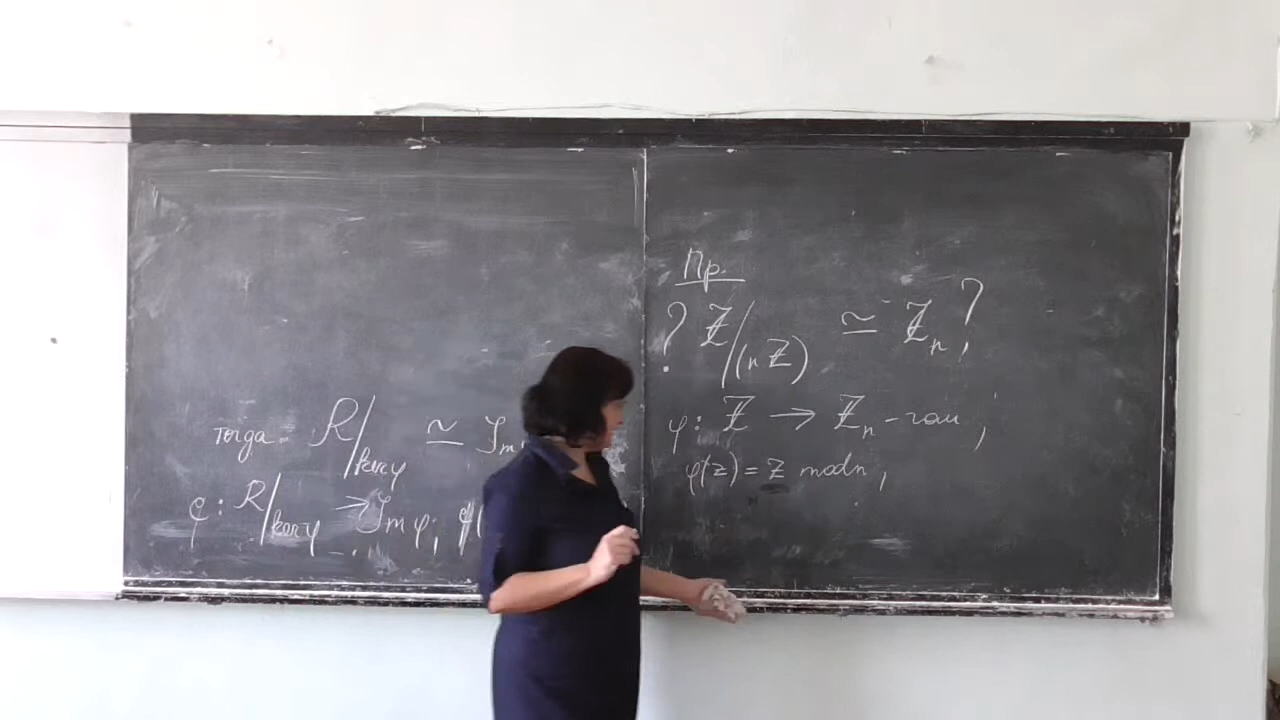 тогда R/kerφ ≃ Im
φ: R/kerφ → Im φ; φ(
Пр.
? Z/(nZ) ≃ Zn?
φ: Z → Zn - гом;
φ(z) = z mod n,